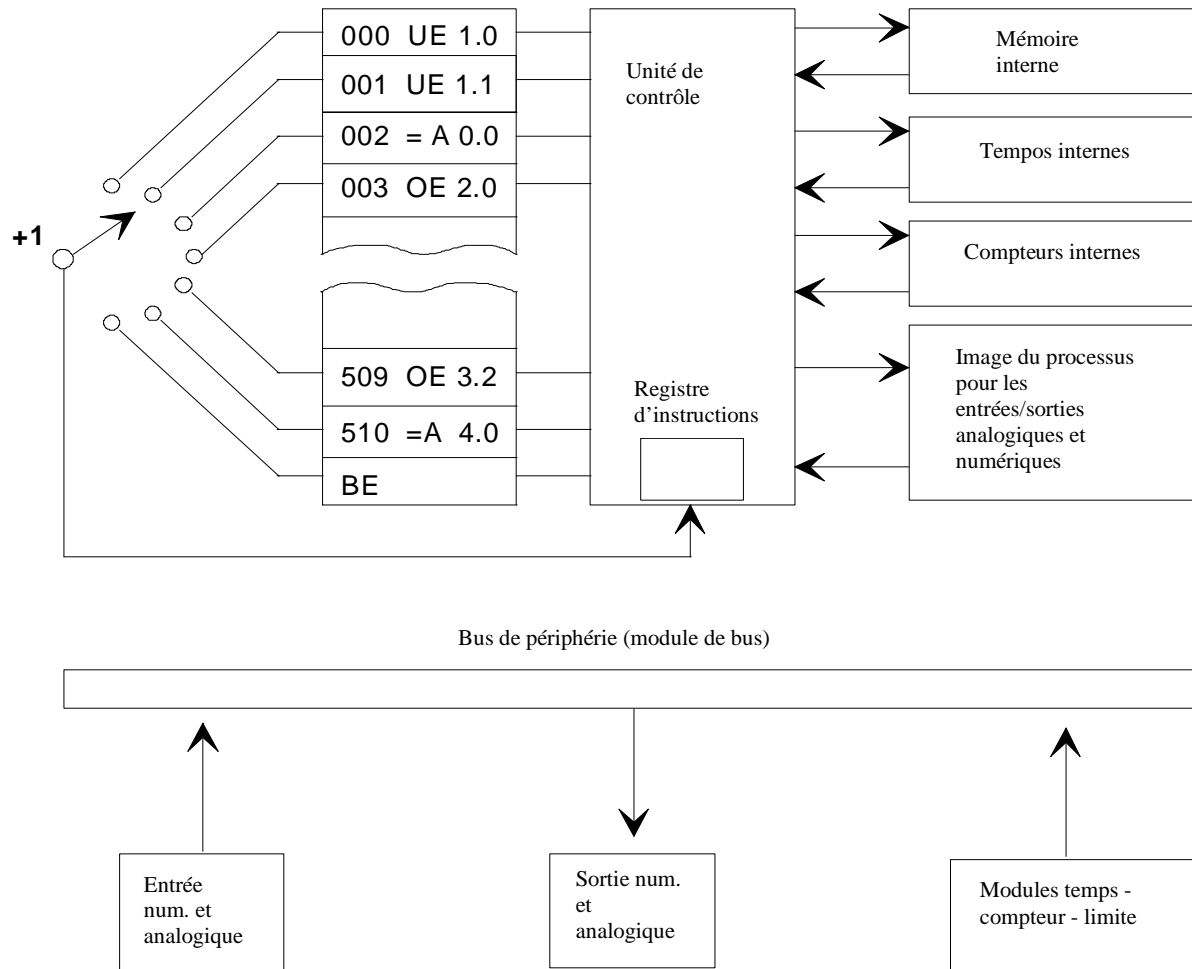 000 UE 1.0
001 UE 1.1
002 = A 0.0
003 OE 2.0
+1
509 OE 3.2
510 =A 4.0
BE
Unité de
contrôle
Registre
d’instructions
Mémoire
interne
Tempos internes
Compteurs internes
Image du processus
pour les
entrées/sorties
analogiques et
numériques
Bus de périphérie (module de bus)
Entrée
num. et
analogique
Sortie num.
et
analogique
Modules temps -
compteur - limite